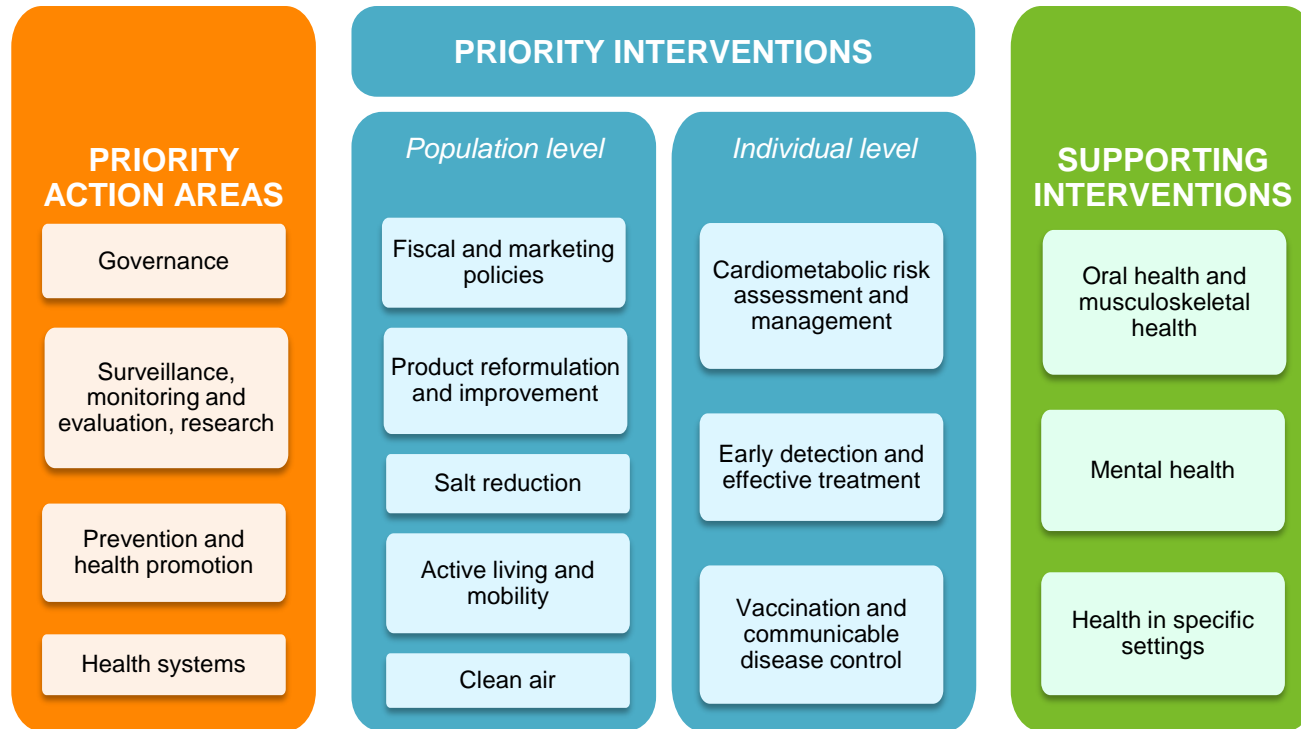 PRIORITY
ACTION AREAS
Governance
Surveillance,
monitoring and
evaluation, research
Prevention and
health promotion
Health systems
PRIORITY INTERVENTIONS
Population level
Fiscal and marketing
policies
Product reformulation
and improvement
Salt reduction
Active living and
mobility
Clean air
Individual level
Cardiometabolic risk
assessment and
management
Early detection and
effective treatment
Vaccination and
communicable
disease control
SUPPORTING
INTERVENTIONS
Oral health and
musculoskeletal
health
Mental health
Health in specific
settings